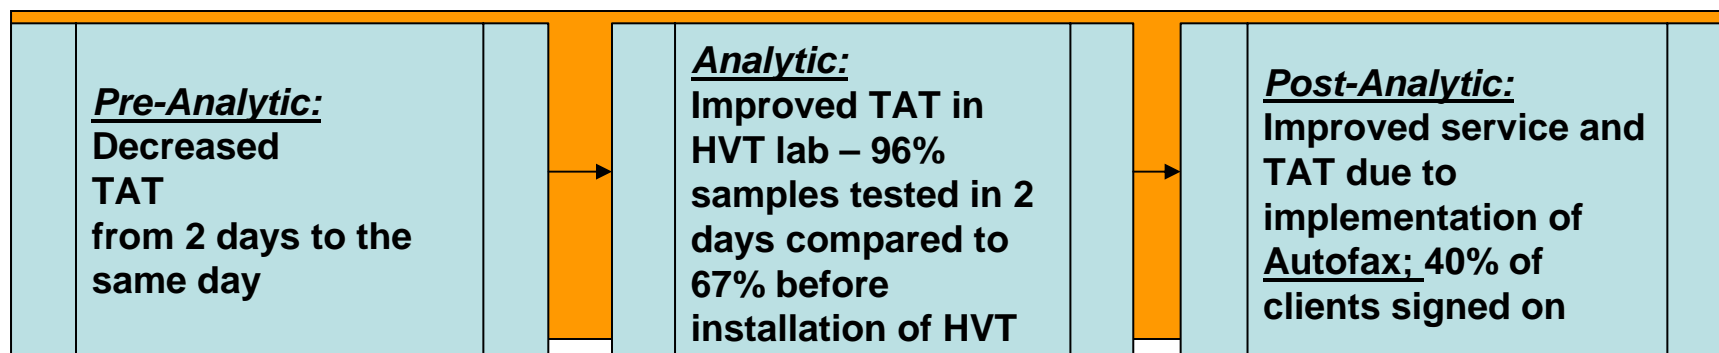 Pre-Analytic:
Decreased
TAT
from 2 days to the
same day
Analytic:
Improved TAT in
HVT lab – 96%
samples tested in 2
days compared to
67% before
installation of HVT
Post-Analytic:
Improved service and
TAT due to
implementation of
Autofax; 40% of
clients signed on